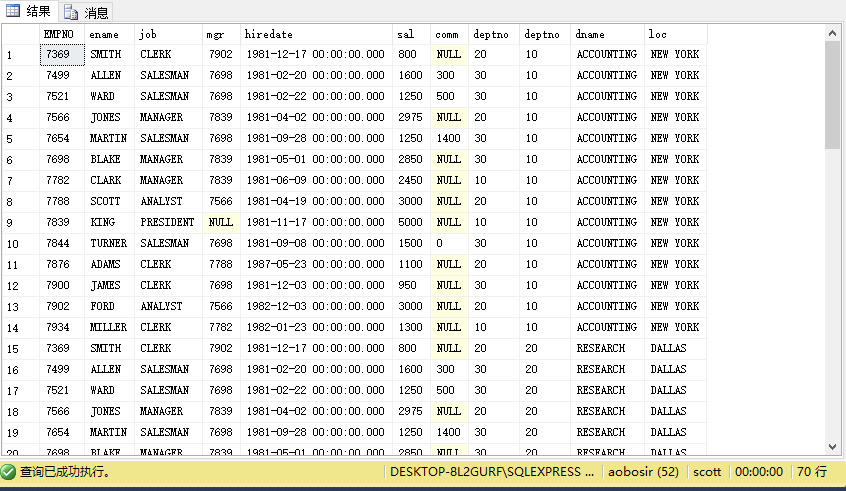 结果 消息
EMPNO ename job mgr hiredate sal comm deptno deptno dname loc
1 7369 SMITH CLERK 7902 1981-12-17 00:00:00.000 800 NULL 20 10 ACCOUNTING NEW YORK
2 7499 ALLEN SALESMAN 7698 1981-02-20 00:00:00.000 1600 300 30 10 ACCOUNTING NEW YORK
3 7521 WARD SALESMAN 7698 1981-02-22 00:00:00.000 1250 500 30 10 ACCOUNTING NEW YORK
4 7566 JONES MANAGER 7839 1981-04-02 00:00:00.000 2975 NULL 20 10 ACCOUNTING NEW YORK
5 7654 MARTIN SALESMAN 7698 1981-09-28 00:00:00.000 1250 1400 30 10 ACCOUNTING NEW YORK
6 7698 BLAKE MANAGER 7839 1981-05-01 00:00:00.000 2850 NULL 30 10 ACCOUNTING NEW YORK
7 7782 CLARK MANAGER 7839 1981-06-09 00:00:00.000 2450 NULL 10 10 ACCOUNTING NEW YORK
8 7788 SCOTT ANALYST 7566 1981-04-19 00:00:00.000 3000 NULL 20 10 ACCOUNTING NEW YORK
9 7839 KING PRESIDENT NULL 1981-11-17 00:00:00.000 5000 NULL 10 10 ACCOUNTING NEW YORK
10 7844 TURNER SALESMAN 7698 1981-09-08 00:00:00.000 1500 0 30 10 ACCOUNTING NEW YORK
11 7876 ADAMS CLERK 7788 1987-05-23 00:00:00.000 1100 NULL 20 10 ACCOUNTING NEW YORK
12 7900 JAMES CLERK 7698 1981-12-03 00:00:00.000 950 NULL 30 10 ACCOUNTING NEW YORK
13 7902 FORD ANALYST 7566 1982-12-03 00:00:00.000 3000 NULL 20 10 ACCOUNTING NEW YORK
14 7934 MILLER CLERK 7782 1982-01-23 00:00:00.000 1300 NULL 10 10 ACCOUNTING NEW YORK
15 7369 SMITH CLERK 7902 1981-12-17 00:00:00.000 800 NULL 20 20 RESEARCH DALLAS
16 7499 ALLEN SALESMAN 7698 1981-02-20 00:00:00.000 1600 300 30 20 RESEARCH DALLAS
17 7521 WARD SALESMAN 7698 1981-02-22 00:00:00.000 1250 500 30 20 RESEARCH DALLAS
18 7566 JONES MANAGER 7839 1981-04-02 00:00:00.000 2975 NULL 20 20 RESEARCH DALLAS
19 7654 MARTIN SALESMAN 7698 1981-09-28 00:00:00.000 1250 1400 30 20 RESEARCH DALLAS
20 7698 BLAKE MANAGER 7839 1981-05-01 00:00:00.000 2850 NULL 30 20 RESEARCH DALLAS
查询已成功执行。 DESKTOP-8L2GURF\SQLEXPRESS ... aobosir (52) scott 00:00:00 70 行